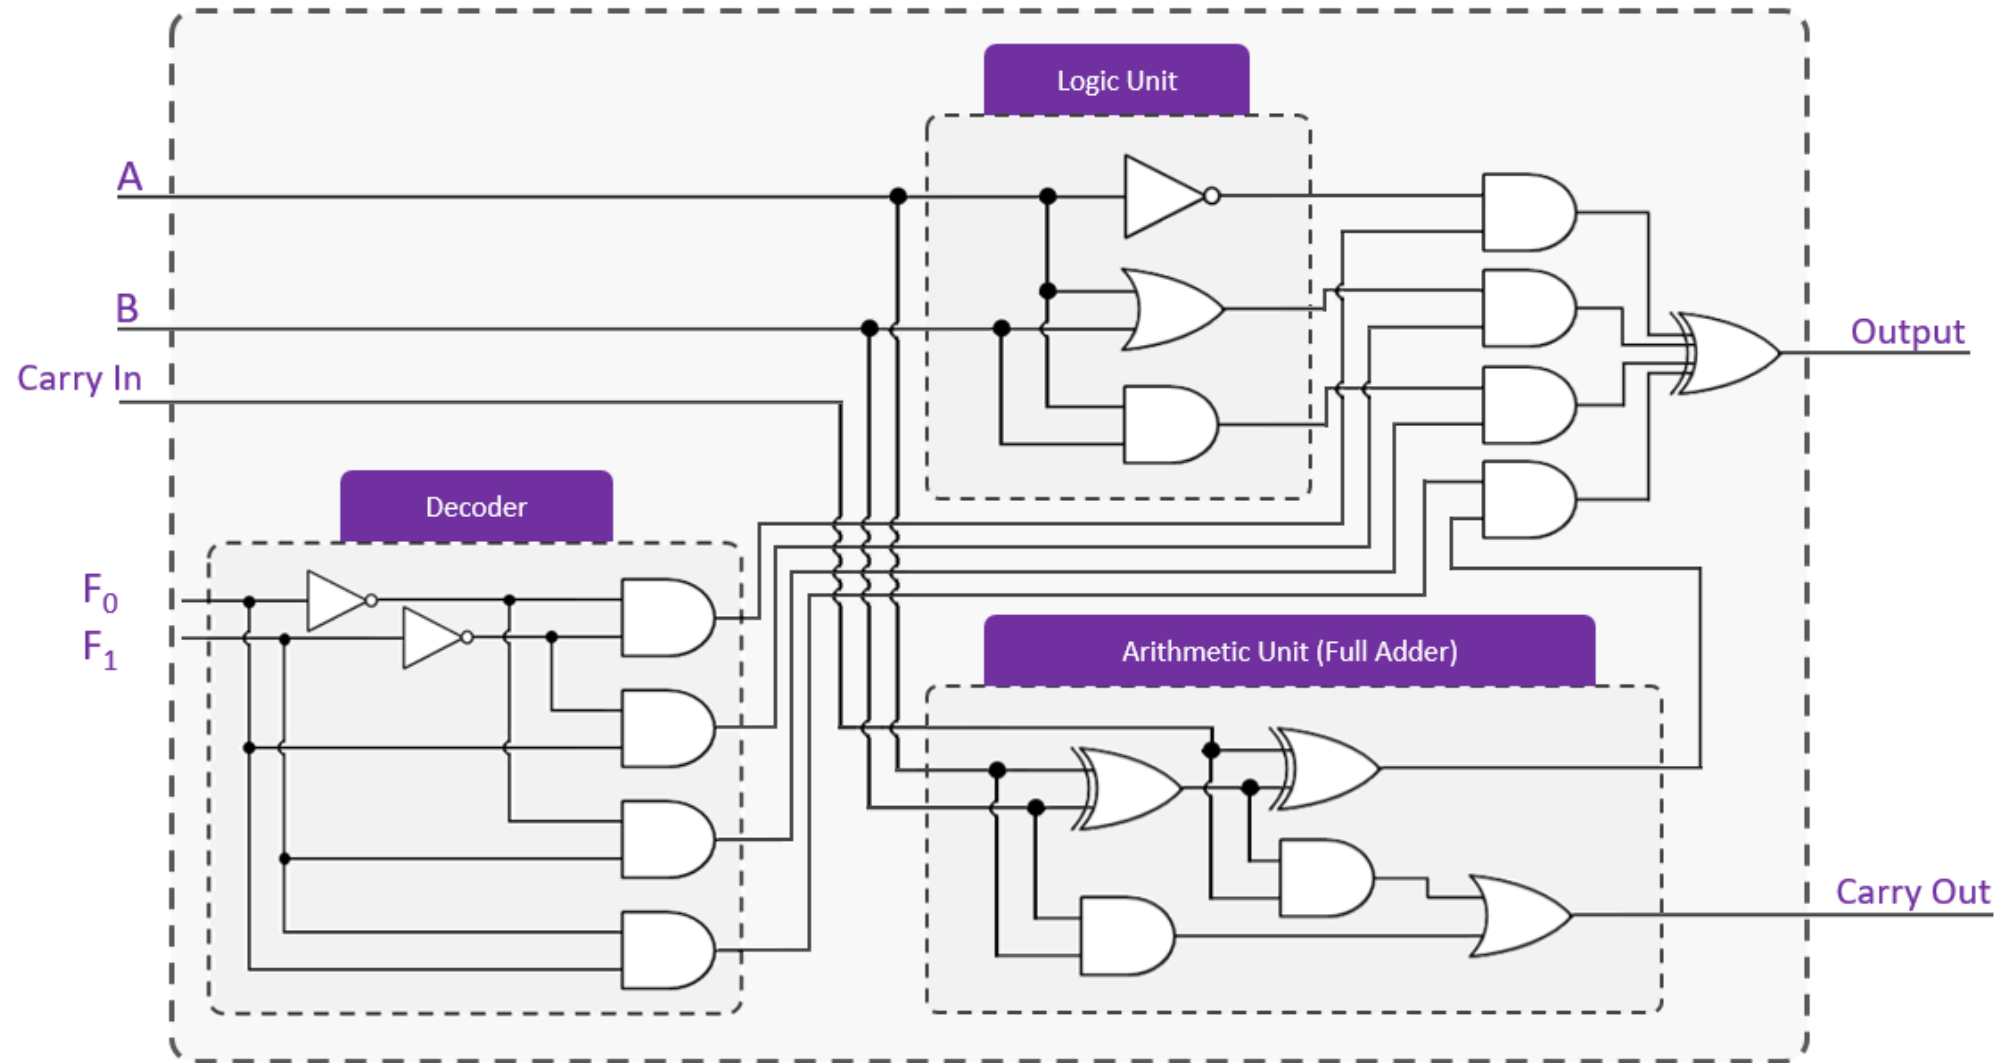 Logic Unit
A
B
Output
Carry In
Decoder
F0
F1
Arithmetic Unit (Full Adder)
Carry Out